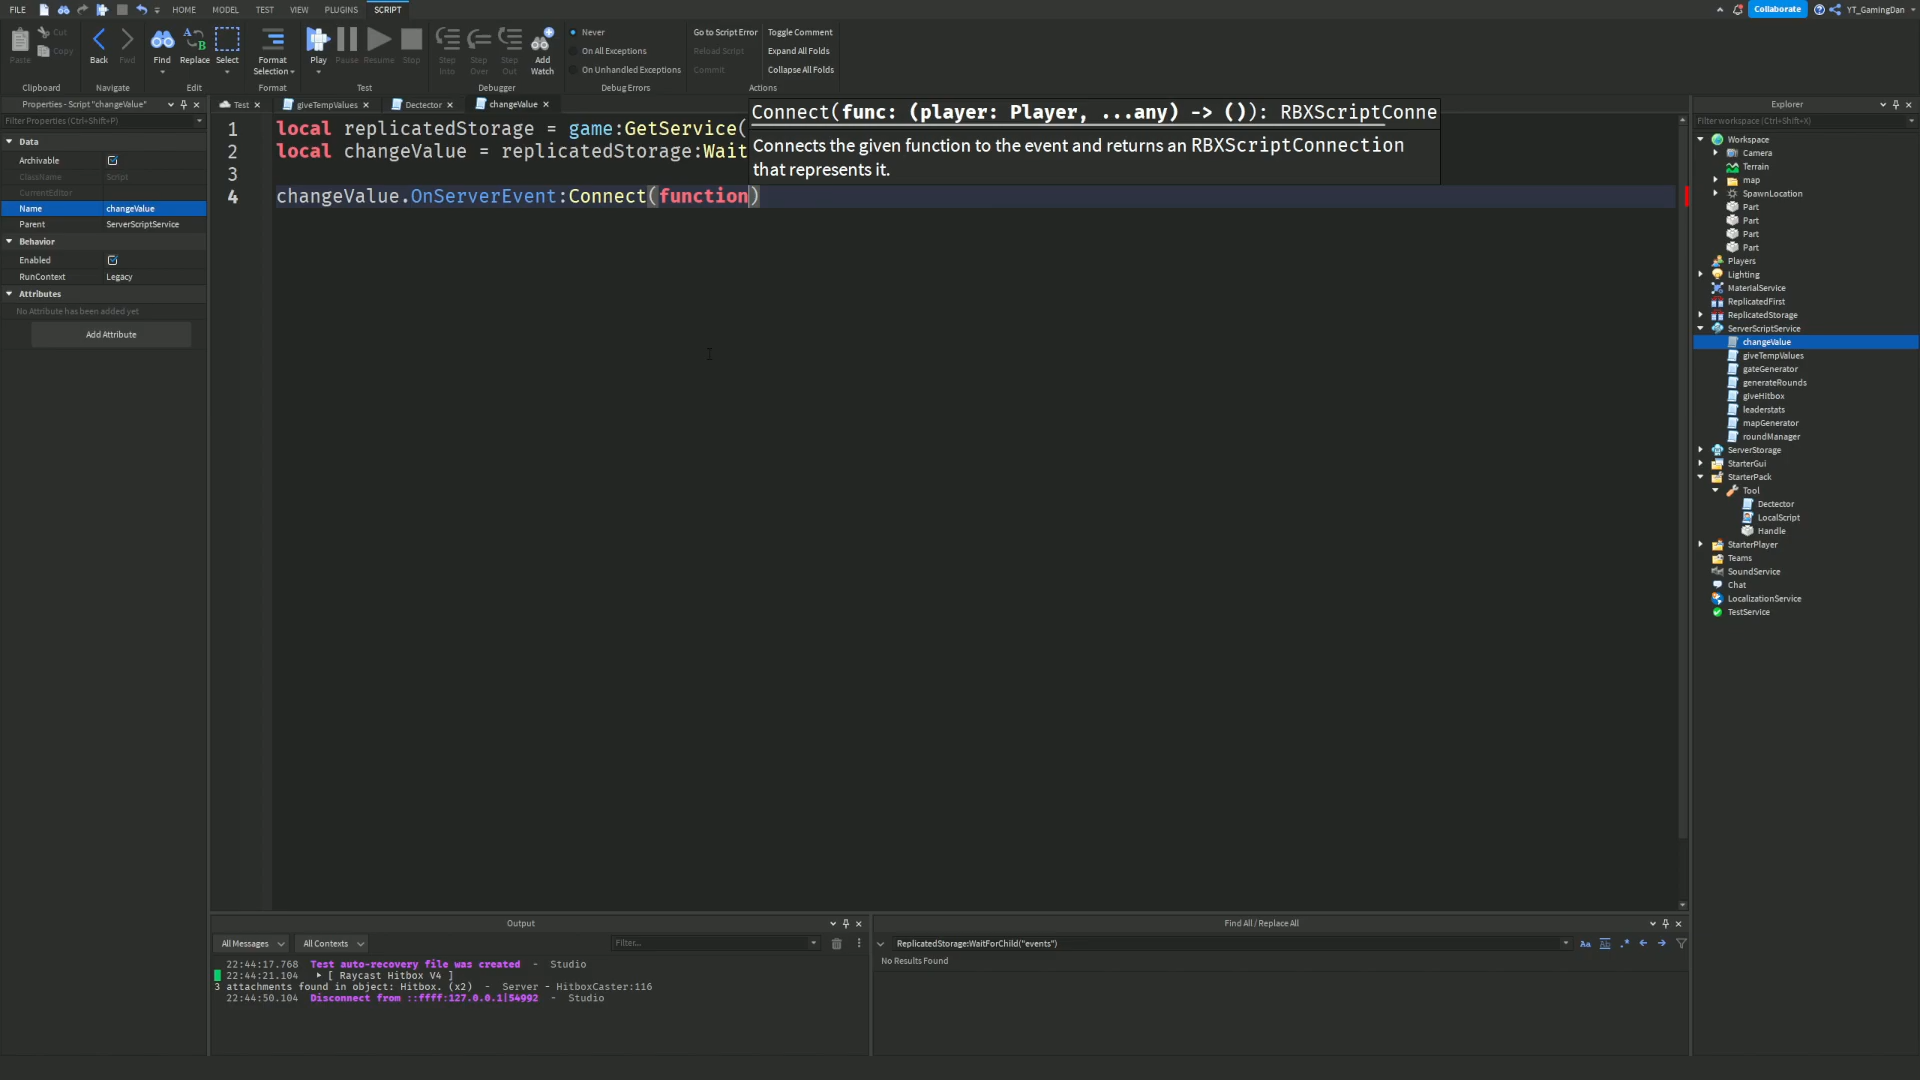 FILE HOME MODEL TEST VIEW PLUGINS SCRIPT Collaborate YT_GamingDan
Paste Cut Copy Back Fwd Find Replace Select Format Selection Play Pause Resume Stop Step Into Step Over Step Out Add Watch Never On All Exceptions On Unhandled Exceptions Go to Script Error Reload Script Commit Toggle Comment Expand All Folds Collapse All Folds
Clipboard Navigate Edit Format Test Debugger Debug Errors Actions
Properties - Script "changeValue"
Filter Properties (Ctrl+Shift+P)
Data
Archivable
ClassName Script
CurrentEditor
Name changeValue
Parent ServerScriptService
Behavior
Enabled
RunContext Legacy
Attributes
No Attribute has been added yet
Add Attribute
Test giveTempValues Dectector changeValue
Connect(func: (player: Player, ...any) -> ()): RBXScriptConne
Connects the given function to the event and returns an RBXScriptConnection
that represents it.
1 local replicatedStorage = game:GetService(
2 local changeValue = replicatedStorage:Wait
3
4 changeValue.OnServerEvent:Connect(function)
Explorer
Filter workspace (Ctrl+Shift+X)
Workspace
Camera
Terrain
map
SpawnLocation
Part
Part
Part
Part
Players
Lighting
MaterialService
ReplicatedFirst
ReplicatedStorage
ServerScriptService
changeValue
giveTempValues
gateGenerator
generateRounds
giveHitbox
leaderstats
mapGenerator
roundManager
ServerStorage
StarterGui
StarterPack
Tool
Dectector
LocalScript
Handle
StarterPlayer
Teams
SoundService
Chat
LocalizationService
TestService
Output
All Messages All Contexts Filter...
22:44:17.768 Test auto-recovery file was created - Studio
22:44:21.104 ▶ [ Raycast Hitbox V4 ]
3 attachments found in object: Hitbox. (x2) - Server - HitboxCaster:116
22:44:50.104 Disconnect from ::ffff:127.0.0.1|54992 - Studio
Find All / Replace All
ReplicatedStorage:WaitForChild("events")
No Results Found